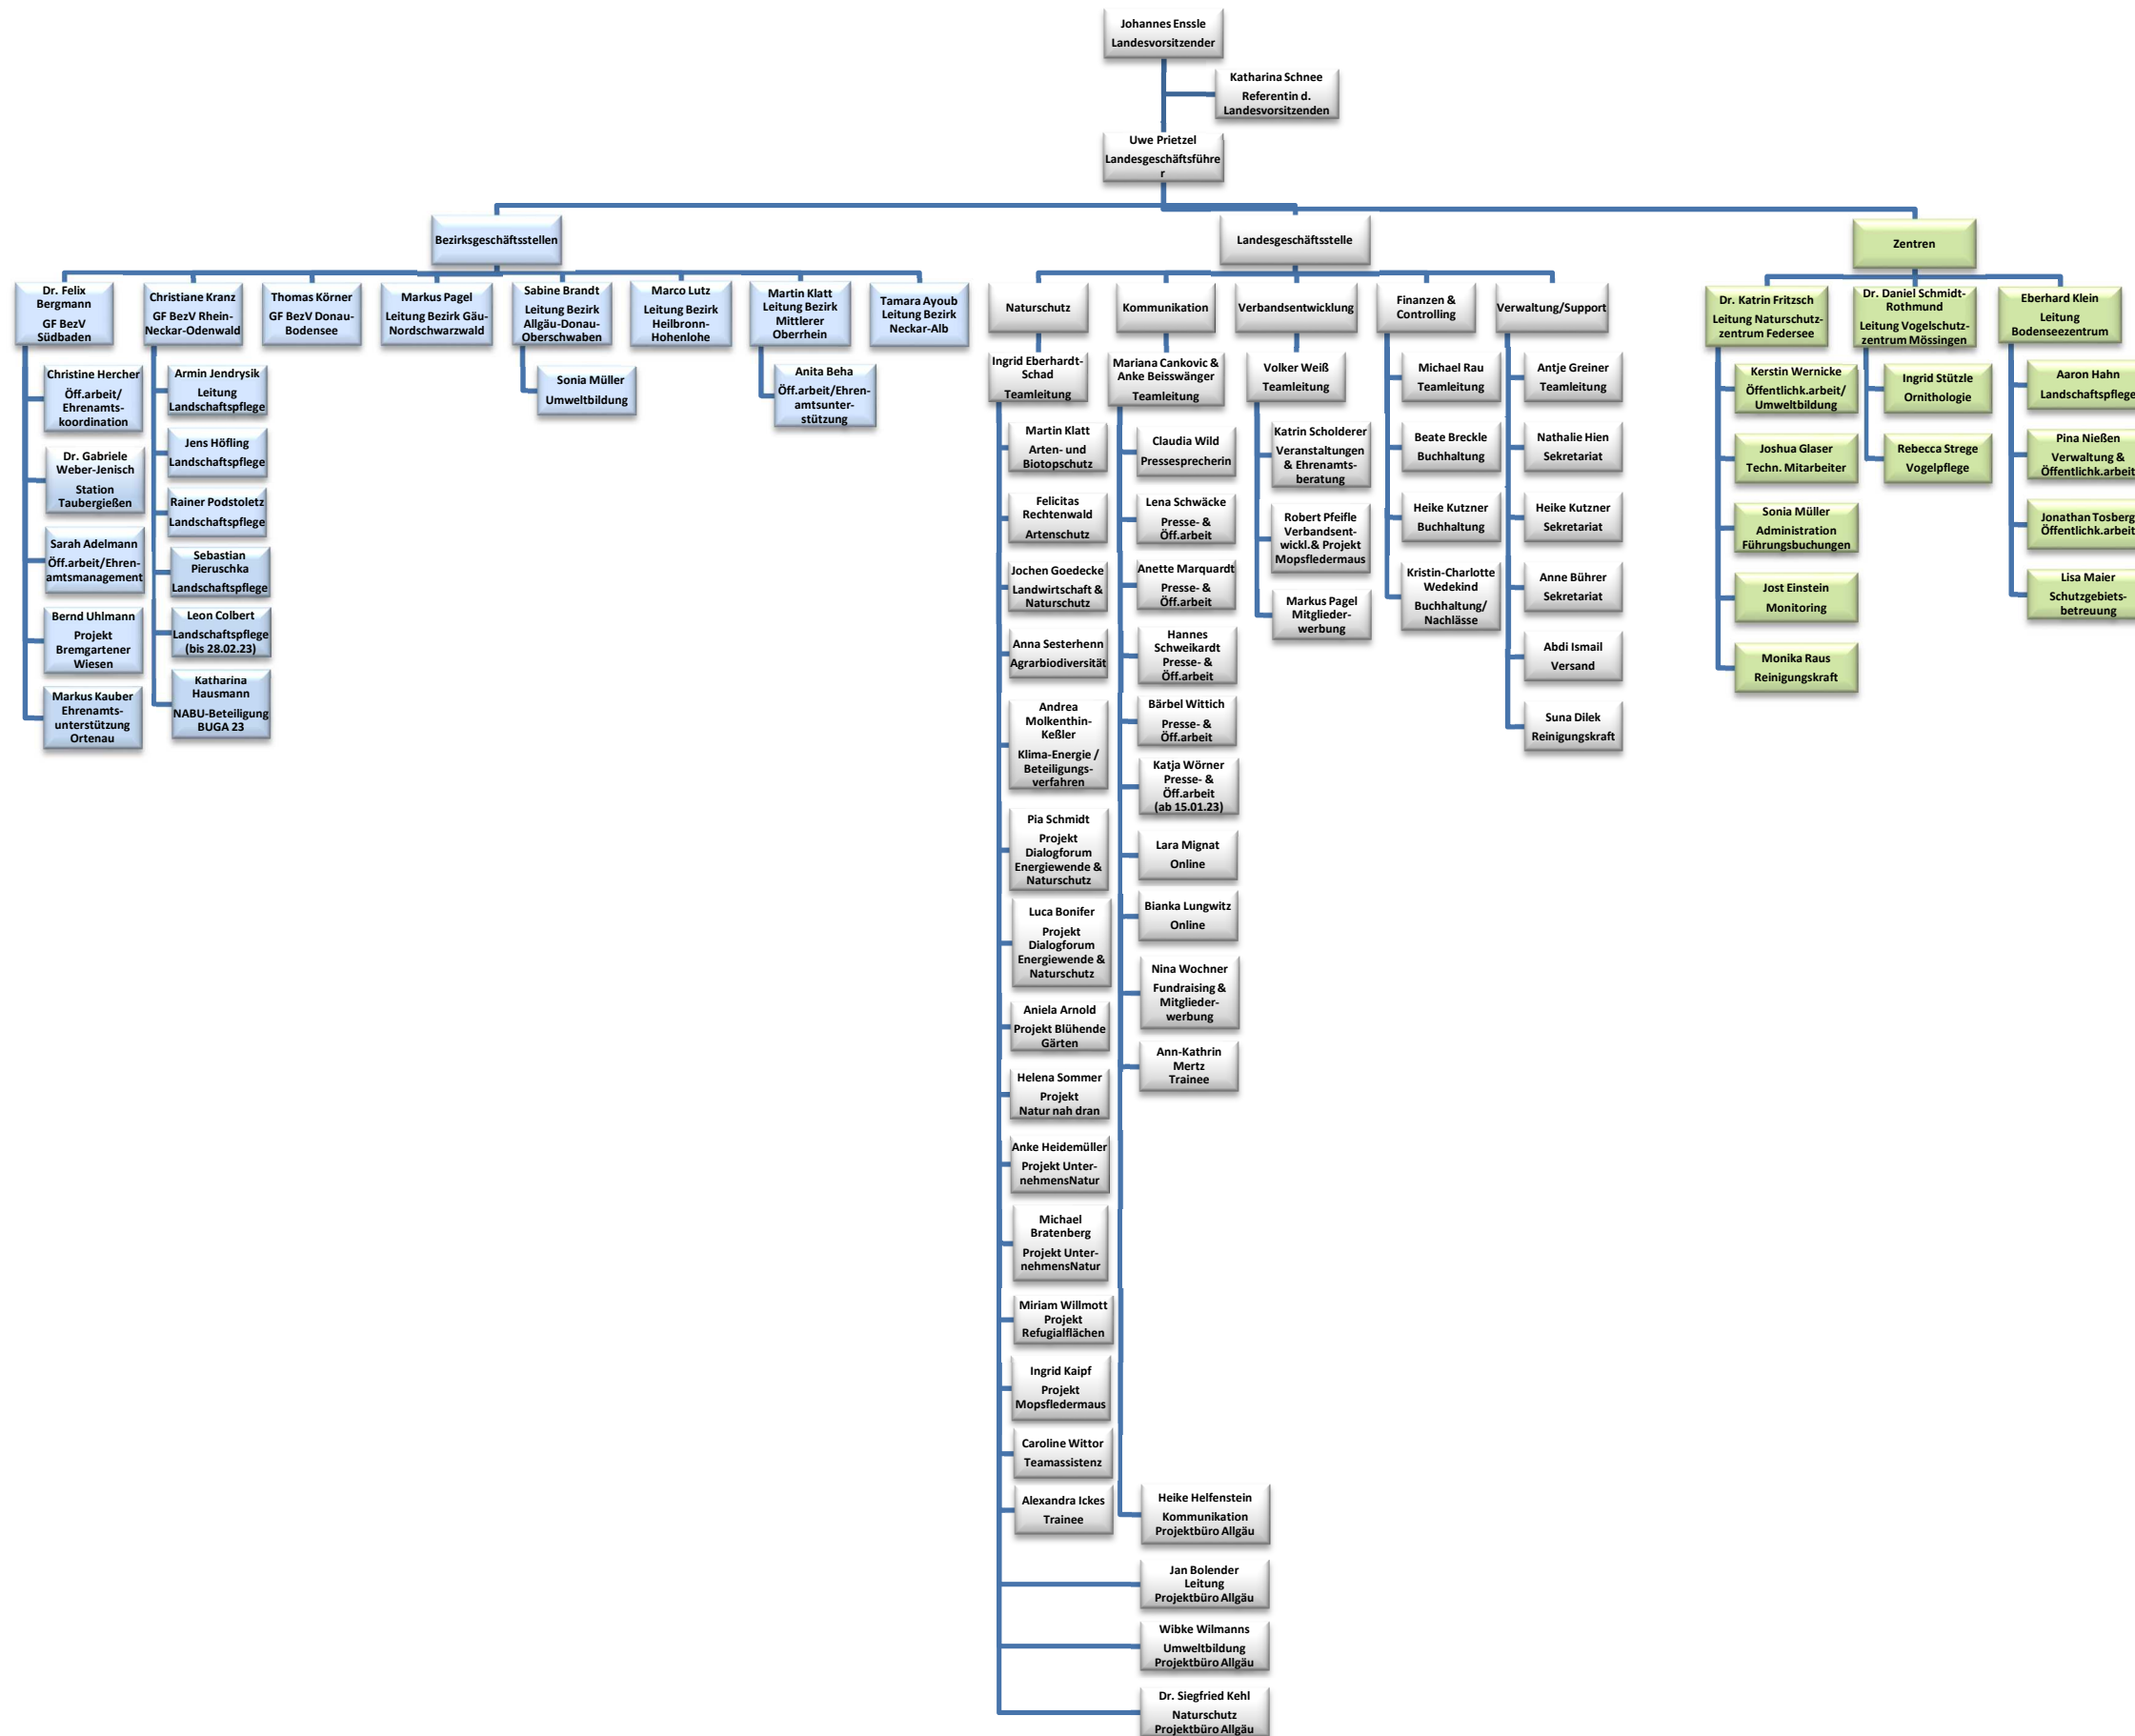 Johannes Enssle
Landesvorsitzender
Katharina Schnee
Referentin d.
Landesvorsitzenden
Uwe Prietzel
Landesgeschäftsführe
r
Bezirksgeschäftsstellen
Landesgeschäftsstelle
Zentren
Dr. Felix
Bergmann
GF BezV
Südbaden
Christine Hercher
Öff.arbeit/
Ehrenamts-
koordination
Dr. Gabriele
Weber-Jenisch
Station
Taubergießen
Sarah Adelmann
Öff.arbeit/Ehren-
amtsmanagement
Bernd Uhlmann
Projekt
Bremgartener
Wiesen
Markus Kauber
Ehrenamts-
unterstützung
Ortenau
Christiane Kranz
GF BezV Rhein-
Neckar-Odenwald
Armin Jendrysik
Leitung
Landschaftspflege
Jens Höfling
Landschaftspflege
Rainer Podstoletz
Landschaftspflege
Sebastian
Pieruschka
Landschaftspflege
Leon Colbert
Landschaftspflege
(bis 28.02.23)
Katharina
Hausmann
NABU-Beteiligung
BUGA 23
Thomas Körner
GF BezV Donau-
Bodensee
Markus Pagel
Leitung Bezirk Gäu-
Nordschwarzwald
Sabine Brandt
Leitung Bezirk
Allgäu-Donau-
Oberschwaben
Sonia Müller
Umweltbildung
Marco Lutz
Leitung Bezirk
Heilbronn-
Hohenlohe
Martin Klatt
Leitung Bezirk
Mittlerer
Oberrhein
Anita Beha
Öff.arbeit/Ehren-
amtsunter-
stützung
Tamara Ayoub
Leitung Bezirk
Neckar-Alb
Naturschutz
Ingrid Eberhardt-
Schad
Teamleitung
Martin Klatt
Arten- und
Biotopschutz
Felicitas
Rechtenwald
Artenschutz
Jochen Goedecke
Landwirtschaft &
Naturschutz
Anna Sesterhenn
Agrarbiodiversität
Andrea
Molkenthin-
Keßler
Klima-Energie /
Beteiligungs-
verfahren
Pia Schmidt
Projekt
Dialogforum
Energiewende &
Naturschutz
Luca Bonifer
Projekt
Dialogforum
Energiewende &
Naturschutz
Aniela Arnold
Projekt Blühende
Gärten
Helena Sommer
Projekt
Natur nah dran
Anke Heidemüller
Projekt Unter-
nehmensNatur
Michael
Bratenberg
Projekt Unter-
nehmensNatur
Miriam Willmott
Projekt
Refugialflächen
Ingrid Kaipf
Projekt
Mopsfledermaus
Caroline Wittor
Teamassistenz
Alexandra Ickes
Trainee
Jan Bolender
Leitung
Projektbüro Allgäu
Wibke Wilmanns
Umweltbildung
Projektbüro Allgäu
Dr. Siegfried Kehl
Naturschutz
Projektbüro Allgäu
Kommunikation
Mariana Cankovic &
Anke Beisswänger
Teamleitung
Claudia Wild
Pressesprecherin
Lena Schwäcke
Presse- &
Öff.arbeit
Anette Marquardt
Presse- &
Öff.arbeit
Hannes
Schweikardt
Presse- &
Öff.arbeit
Bärbel Wittich
Presse- &
Öff.arbeit
Katja Wörner
Presse- &
Öff.arbeit
(ab 15.01.23)
Lara Mignat
Online
Bianka Lungwitz
Online
Nina Wochner
Fundraising &
Mitglieder-
werbung
Ann-Kathrin
Mertz
Trainee
Heike Helfenstein
Kommunikation
Projektbüro Allgäu
Verbandsentwicklung
Volker Weiß
Teamleitung
Katrin Scholderer
Veranstaltungen
& Ehrenamts-
beratung
Robert Pfeifle
Verbandsent-
wickl.& Projekt
Mopsfledermaus
Markus Pagel
Mitglieder-
werbung
Finanzen &
Controlling
Michael Rau
Teamleitung
Beate Breckle
Buchhaltung
Heike Kutzner
Buchhaltung
Kristin-Charlotte
Wedekind
Buchhaltung/
Nachlässe
Verwaltung/Support
Antje Greiner
Teamleitung
Nathalie Hien
Sekretariat
Heike Kutzner
Sekretariat
Anne Bührer
Sekretariat
Abdi Ismail
Versand
Suna Dilek
Reinigungskraft
Dr. Katrin Fritzsch
Leitung Naturschutz-
zentrum Federsee
Kerstin Wernicke
Öffentlichk.arbeit/
Umweltbildung
Joshua Glaser
Techn. Mitarbeiter
Sonia Müller
Administration
Führungsbuchungen
Jost Einstein
Monitoring
Monika Raus
Reinigungskraft
Dr. Daniel Schmidt-
Rothmund
Leitung Vogelschutz-
zentrum Mössingen
Ingrid Stützle
Ornithologie
Rebecca Strege
Vogelpflege
Eberhard Klein
Leitung
Bodenseezentrum
Aaron Hahn
Landschaftspflege
Pina Nießen
Verwaltung &
Öffentlichk.arbeit
Jonathan Tosberg
Öffentlichk.arbeit
Lisa Maier
Schutzgebiets-
betreuung